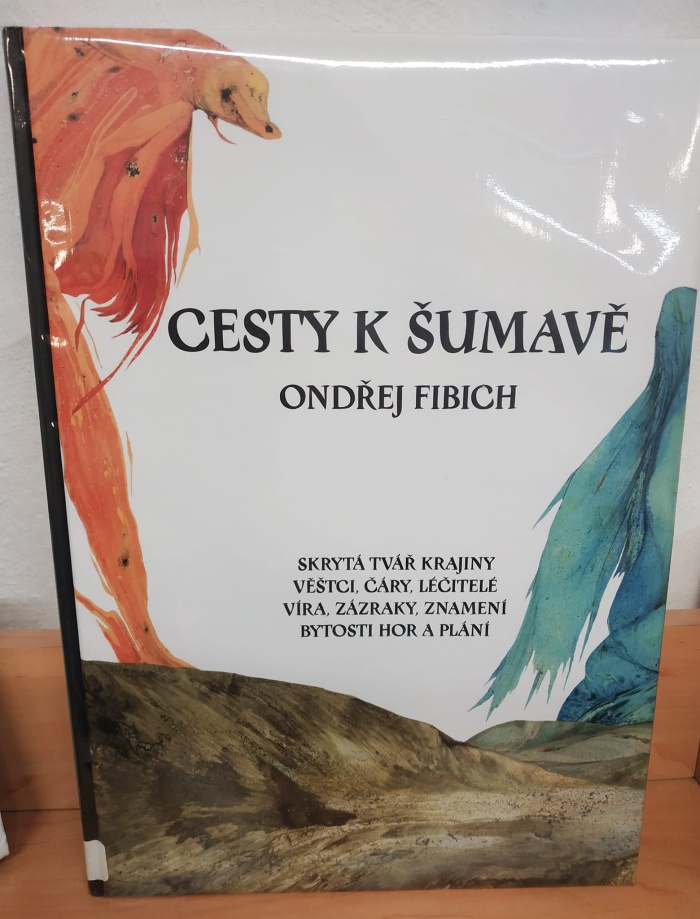 CESTY K ŠUMAVĚ
ONDŘEJ FIBICH
SKRYTÁ TVÁŘ KRAJINY
VĚŠTCI, ČÁRY, LÉČITELÉ
VÍRA, ZÁZRAKY, ZNAMENÍ
BYTOSTI HOR A PLÁNÍ